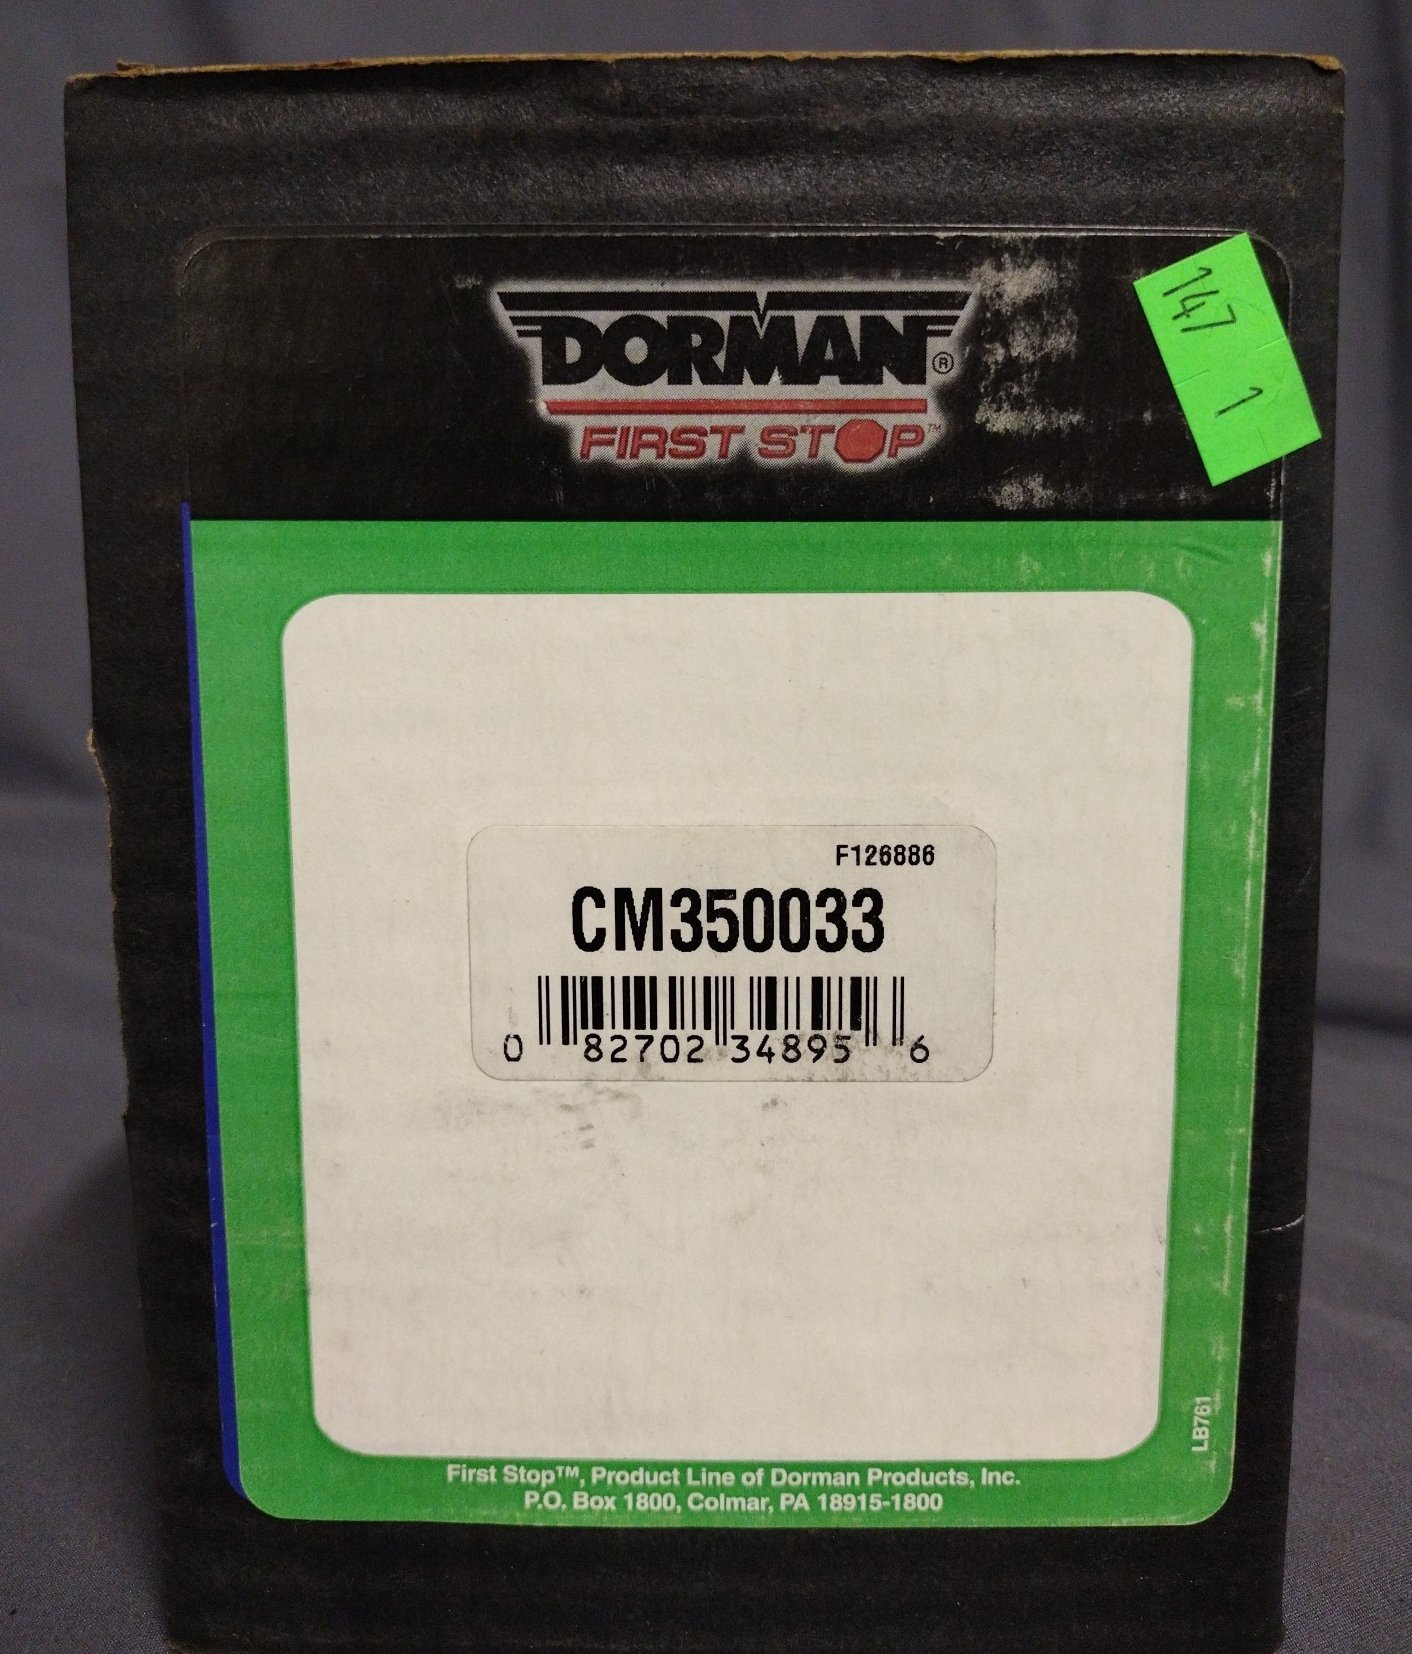 DORMAN®
FIRST STOP™
147
1
F126886
CM350033
0 82702 34895 6
LB761
First Stop™, Product Line of Dorman Products, Inc.
P.O. Box 1800, Colmar, PA 18915-1800